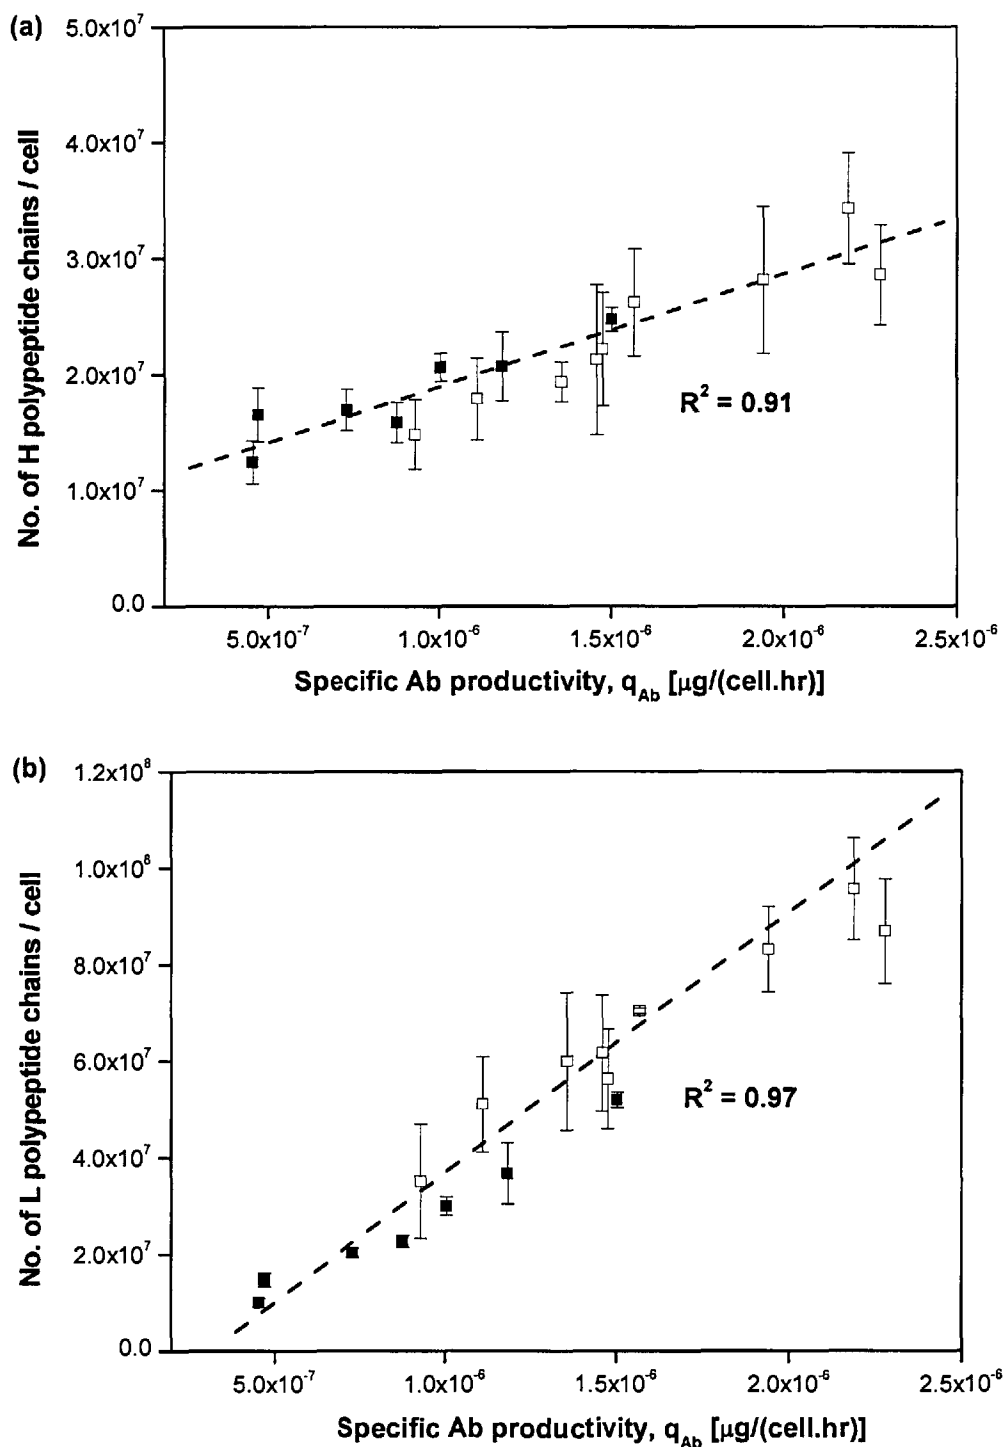 (a)
5.0x10⁷
4.0x10⁷
3.0x10⁷
2.0x10⁷
1.0x10⁷
0.0
No. of H polypeptide chains / cell
R² = 0.91
5.0x10⁻⁷ 1.0x10⁻⁶ 1.5x10⁻⁶ 2.0x10⁻⁶ 2.5x10⁻⁶
Specific Ab productivity, q_Ab [µg/(cell.hr)]
(b)
1.2x10⁸
1.0x10⁸
8.0x10⁷
6.0x10⁷
4.0x10⁷
2.0x10⁷
0.0
No. of L polypeptide chains / cell
R² = 0.97
5.0x10⁻⁷ 1.0x10⁻⁶ 1.5x10⁻⁶ 2.0x10⁻⁶ 2.5x10⁻⁶
Specific Ab productivity, q_Ab [µg/(cell.hr)]